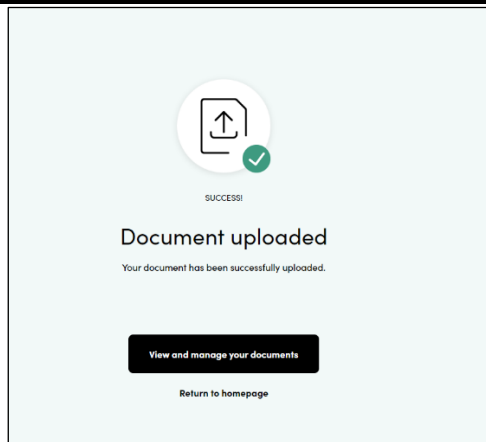 SUCCESS!
Document uploaded
Your document has been successfully uploaded.
View and manage your documents
Return to homepage